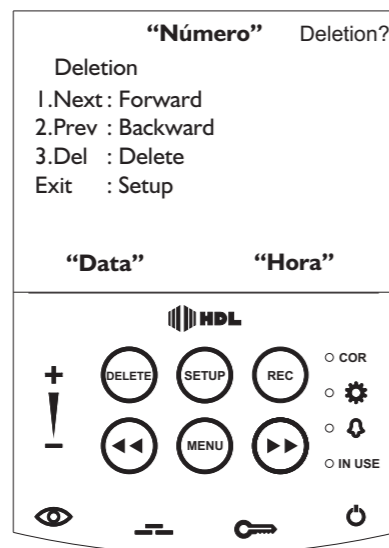 “Número” Deletion?
Deletion
1.Next : Forward
2.Prev : Backward
3.Del : Delete
Exit : Setup
“Data” “Hora”
HDL
COR
DELETE SETUP REC
+
MENU
−
IN USE